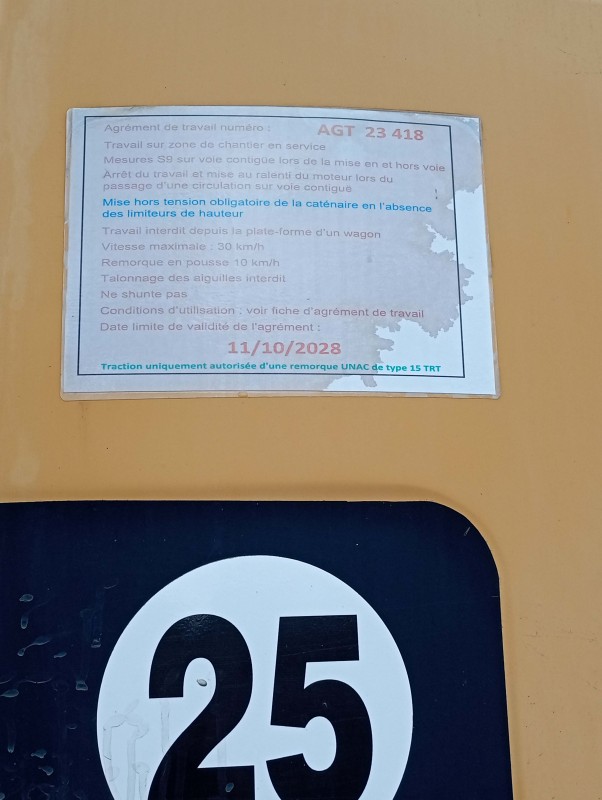 Agrément de travail numéro : AGT 23 418
Travail sur zone de chantier en service
Mesures S9 sur voie contiguë lors de la mise en et hors voie
Arrêt du travail et mise au ralenti du moteur lors du
passage d'une circulation sur voie contiguë
Mise hors tension obligatoire de la caténaire en l'absence
des limiteurs de hauteur
Travail interdit depuis la plate-forme d'un wagon
Vitesse maximale : 30 km/h
Remorque en pousse 10 km/h
Talonnage des aiguilles interdit
Ne shunte pas
Conditions d'utilisation : voir fiche d'agrément de travail
Date limite de validité de l'agrément :
11/10/2028
Traction uniquement autorisée d'une remorque UNAC de type 15 TRT
25